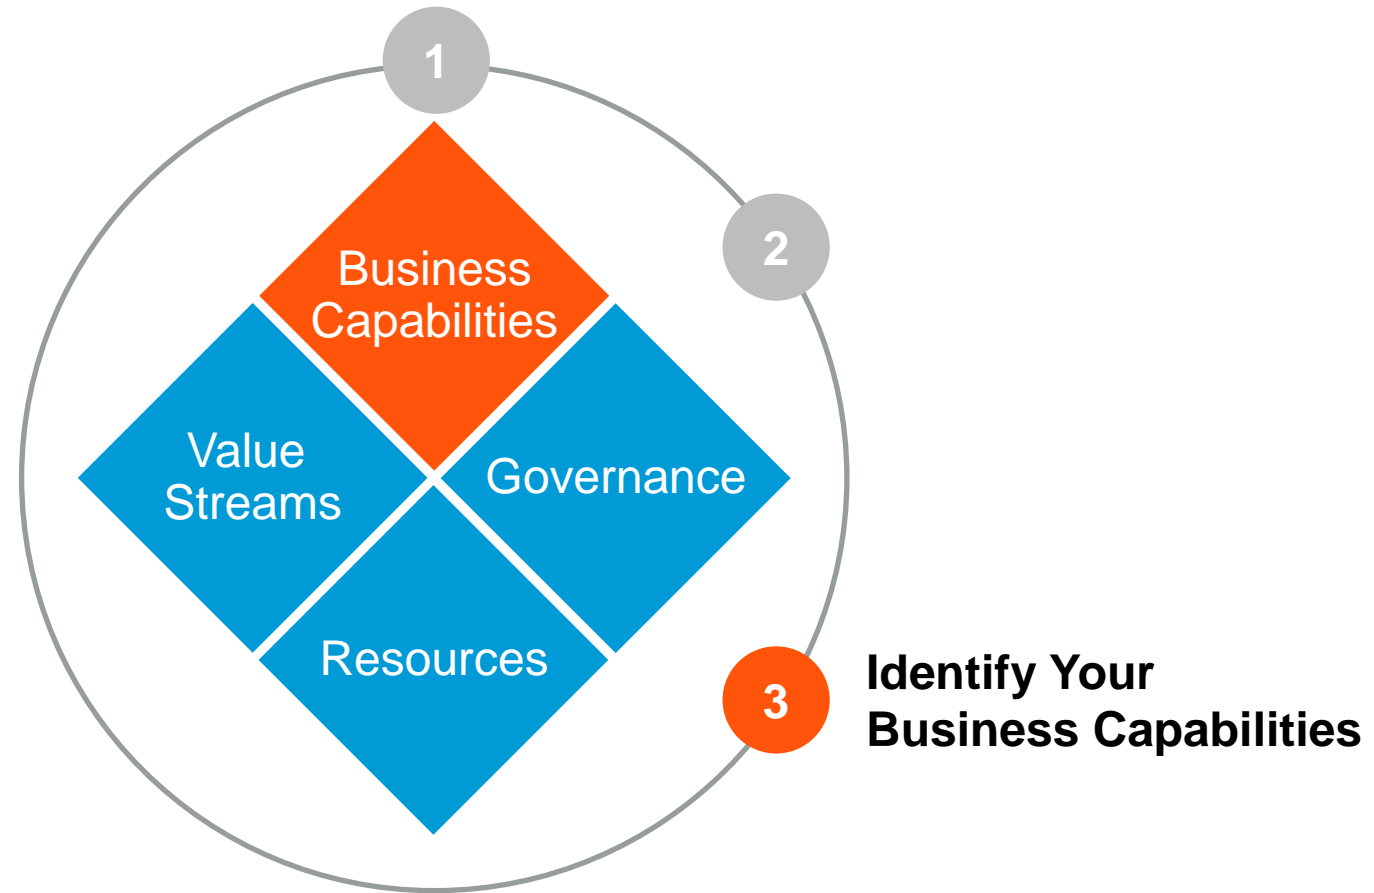 1
2
Business
Capabilities
Value
Streams
Governance
Resources
3
Identify Your
Business Capabilities